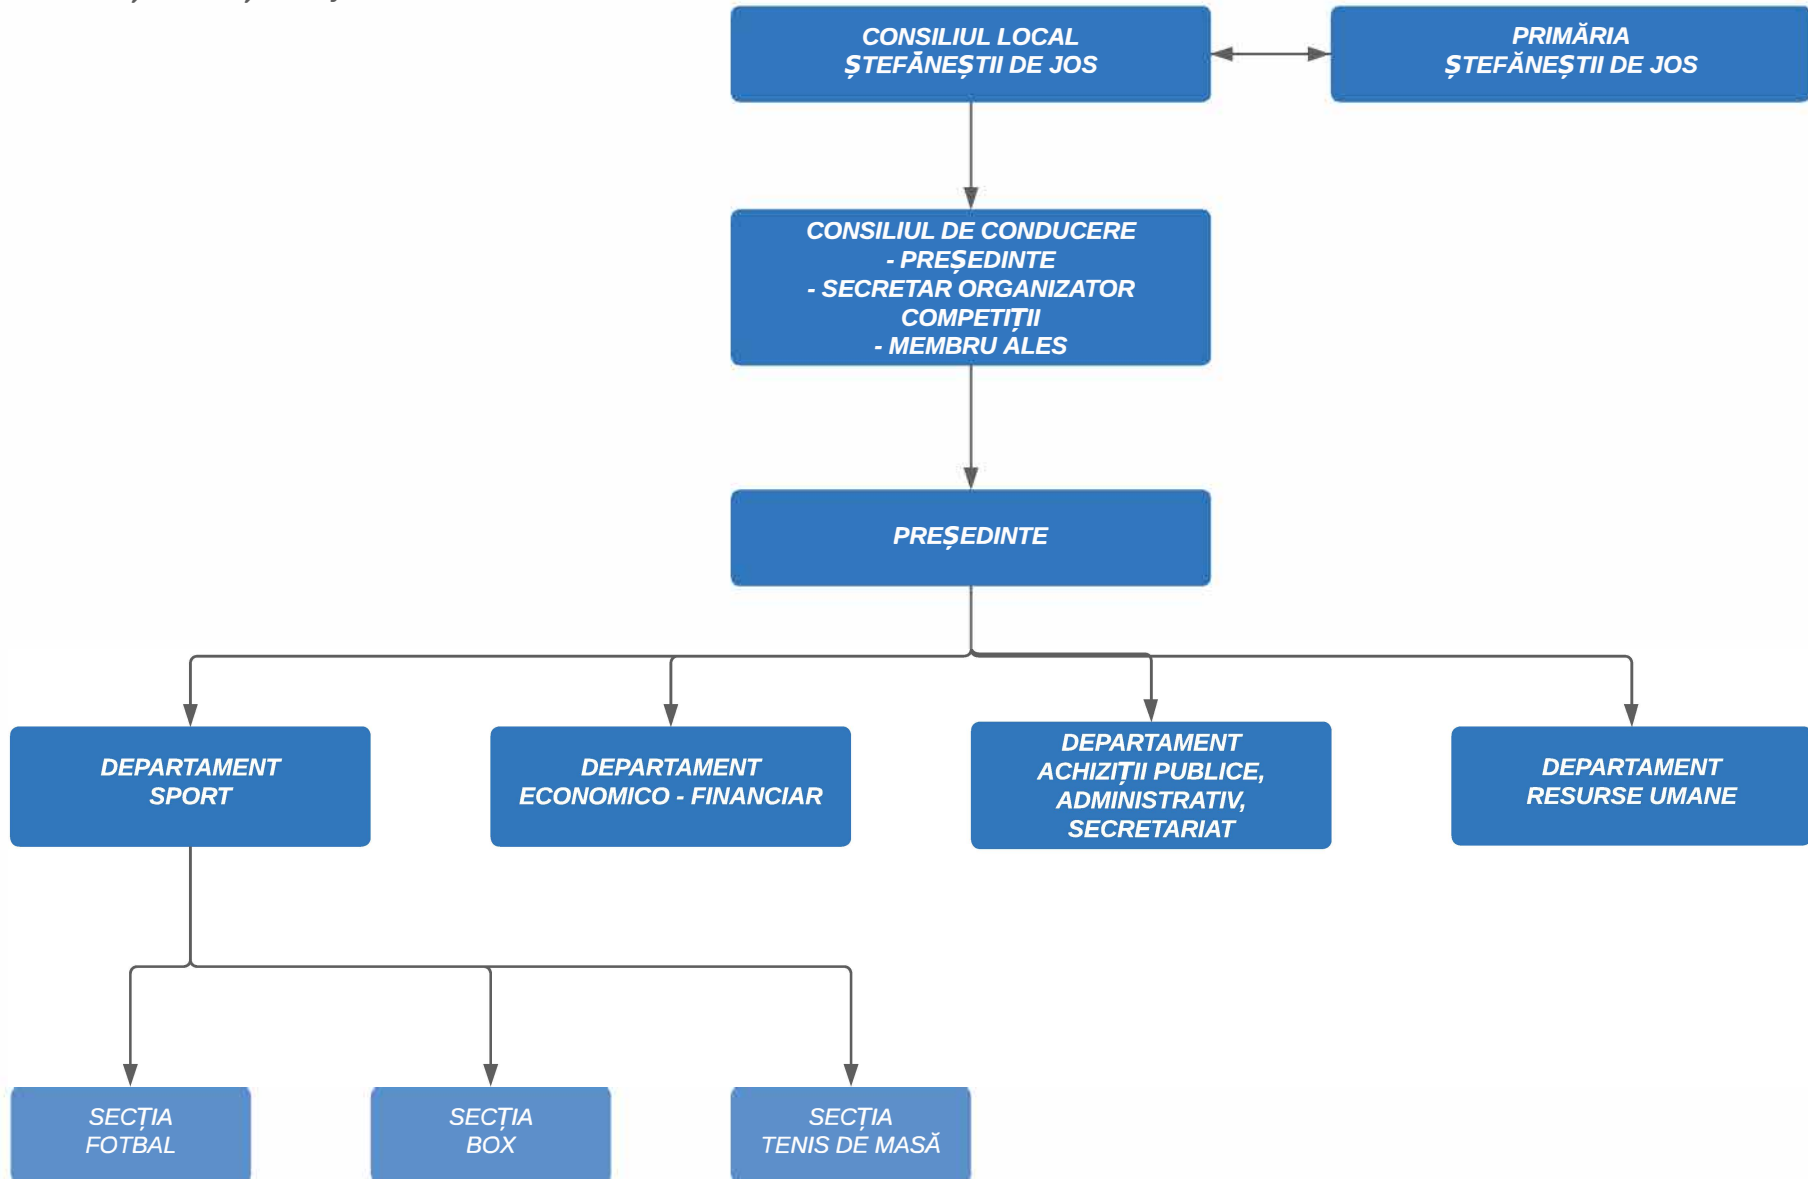 CONSILIUL LOCAL
ȘTEFĂNEȘTII DE JOS
PRIMĂRIA
ȘTEFĂNEȘTII DE JOS
CONSILIUL DE CONDUCERE
- PREȘEDINTE
- SECRETAR ORGANIZATOR
COMPETIȚII
- MEMBRU ALES
PREȘEDINTE
DEPARTAMENT
SPORT
DEPARTAMENT
ECONOMICO - FINANCIAR
DEPARTAMENT
ACHIZIȚII PUBLICE,
ADMINISTRATIV,
SECRETARIAT
DEPARTAMENT
RESURSE UMANE
SECȚIA
FOTBAL
SECȚIA
BOX
SECȚIA
TENIS DE MASĂ